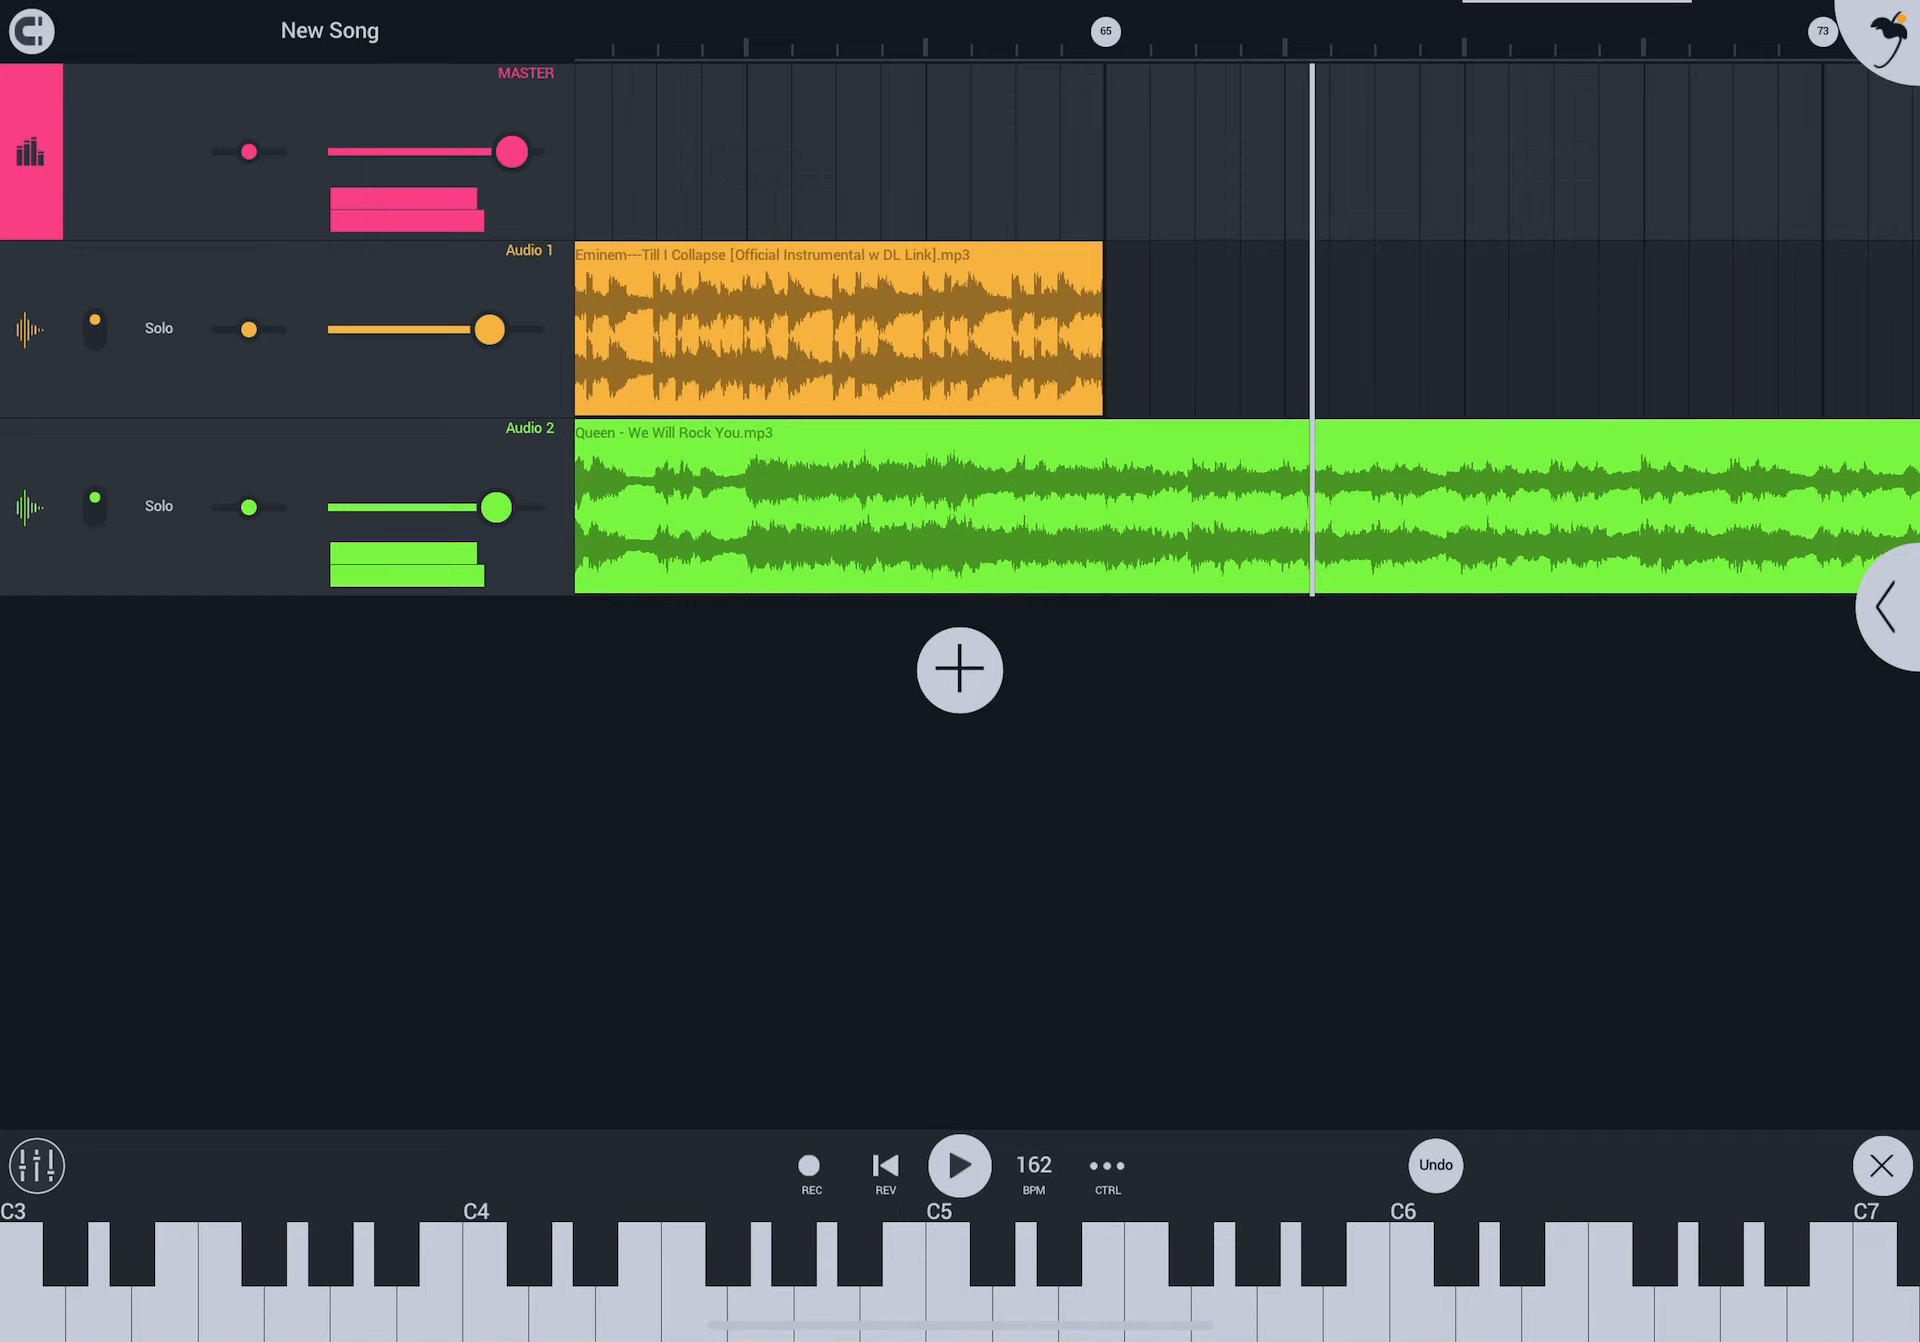 New Song
65
73
MASTER
Audio 1
Eminem---Till I Collapse [Official Instrumental w DL Link].mp3
Solo
Audio 2
Queen - We Will Rock You.mp3
Solo
162
Undo
REC
REV
BPM
CTRL
C3
C4
C5
C6
C7